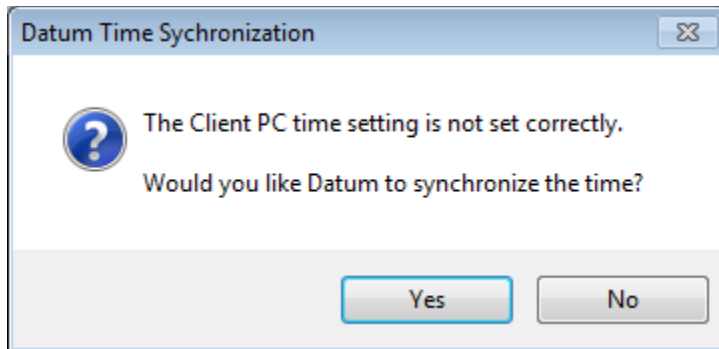 Datum Time Sychronization
The Client PC time setting is not set correctly.
Would you like Datum to synchronize the time?
Yes No